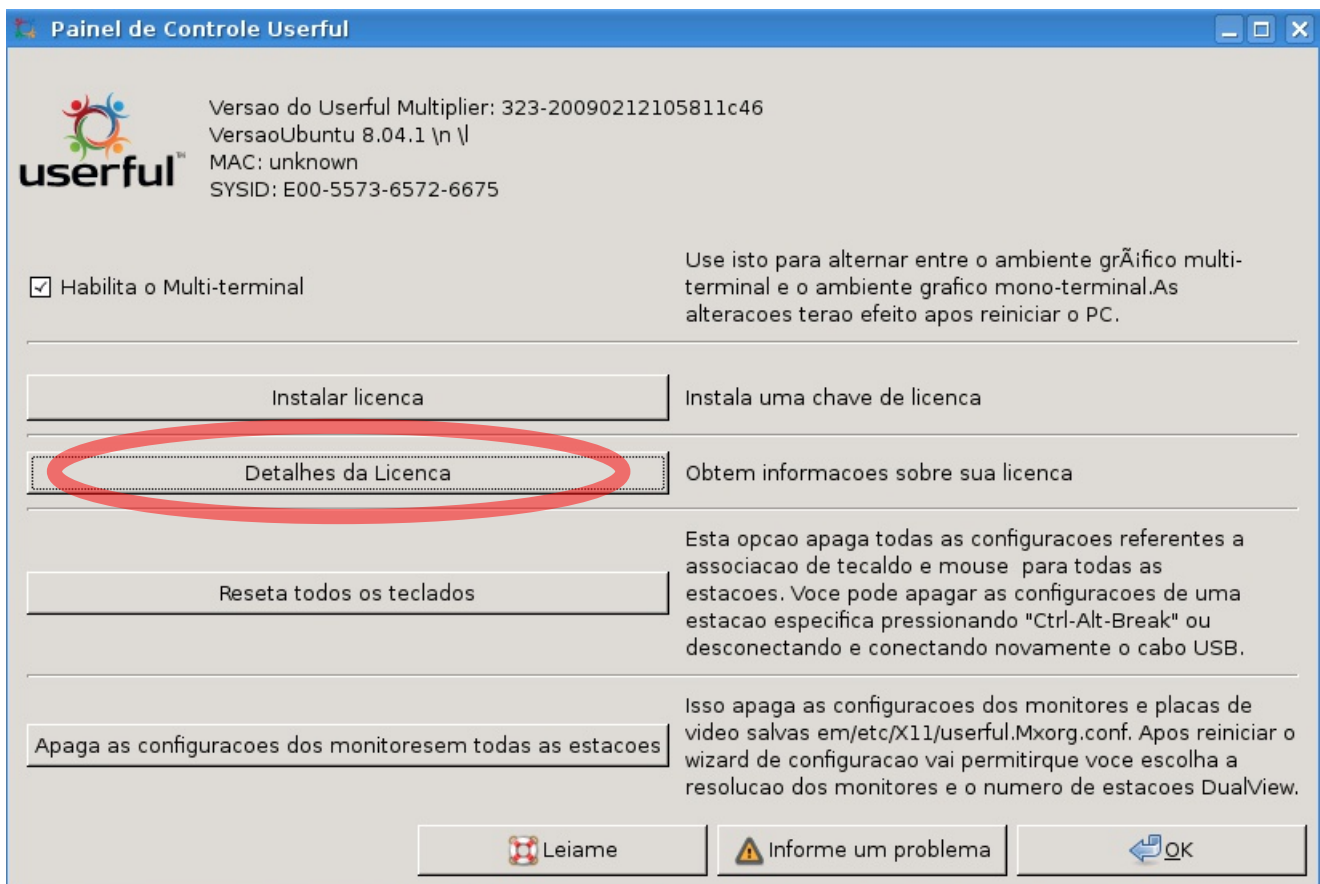 Painel de Controle Userful
userful™
Versao do Userful Multiplier: 323-20090212105811c46
VersaoUbuntu 8.04.1 \n \l
MAC: unknown
SYSID: E00-5573-6572-6675
Habilita o Multi-terminal
Use isto para alternar entre o ambiente grÃifico multi-
terminal e o ambiente grafico mono-terminal.As
alteracoes terao efeito apos reiniciar o PC.
Instalar licenca
Instala uma chave de licenca
Detalhes da Licenca
Obtem informacoes sobre sua licenca
Reseta todos os teclados
Esta opcao apaga todas as configuracoes referentes a
associacao de tecaldo e mouse  para todas as
estacoes. Voce pode apagar as configuracoes de uma
estacao especifica pressionando "Ctrl-Alt-Break" ou
desconectando e conectando novamente o cabo USB.
Apaga as configuracoes dos monitoresem todas as estacoes
Isso apaga as configuracoes dos monitores e placas de
video salvas em/etc/X11/userful.Mxorg.conf. Apos reiniciar o
wizard de configuracao vai permitirque voce escolha a
resolucao dos monitores e o numero de estacoes DualView.
Leiame
Informe um problema
OK